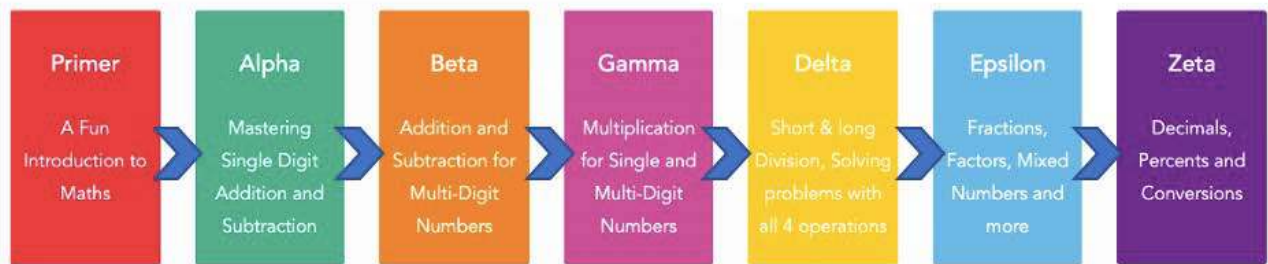 Primer
A Fun
Introduction to
Maths
Alpha
Mastering
Single Digit
Addition and
Subtraction
Beta
Addition and
Subtraction for
Multi-Digit
Numbers
Gamma
Multiplication
for Single and
Multi-Digit
Numbers
Delta
Short & long
Division, Solving
problems with
all 4 operations
Epsilon
Fractions,
Factors, Mixed
Numbers and
more
Zeta
Decimals,
Percents and
Conversions